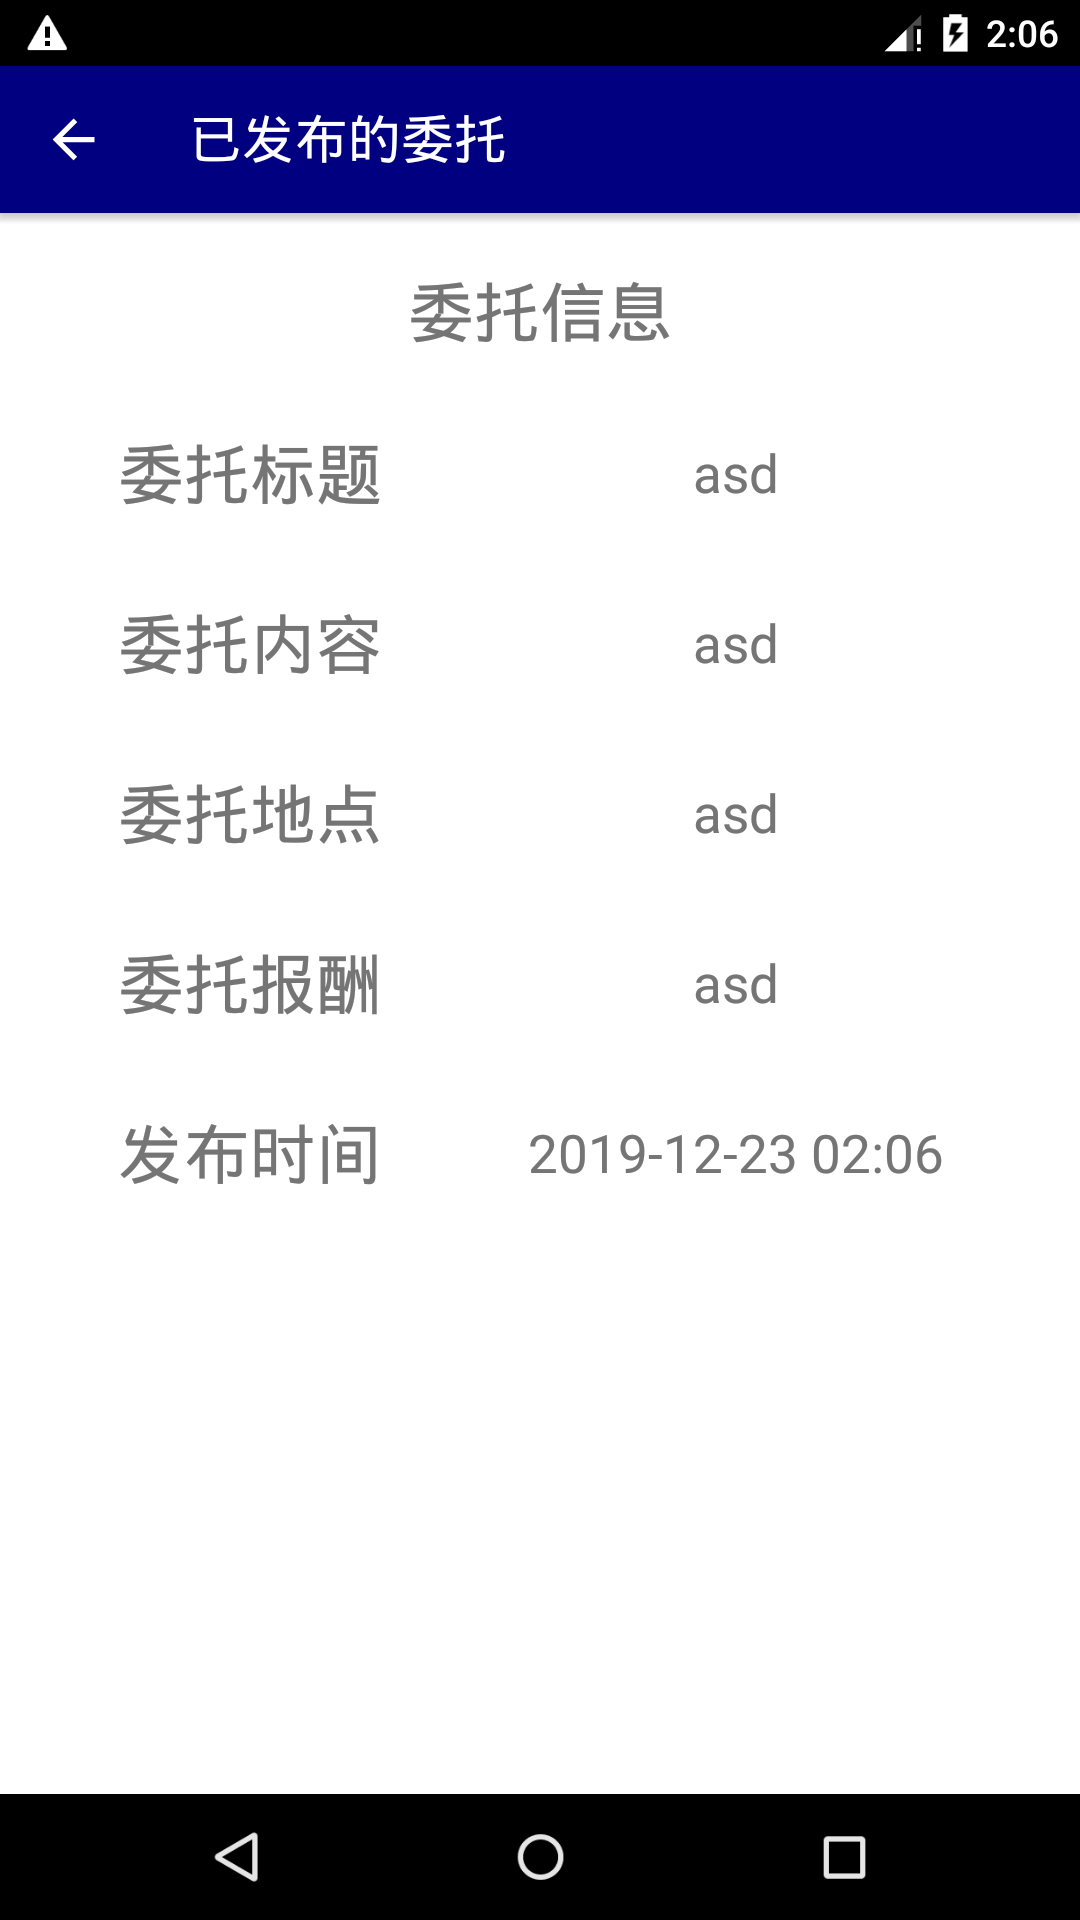 2:06
已发布的委托
委托信息
委托标题 asd
委托内容 asd
委托地点 asd
委托报酬 asd
发布时间 2019-12-23 02:06